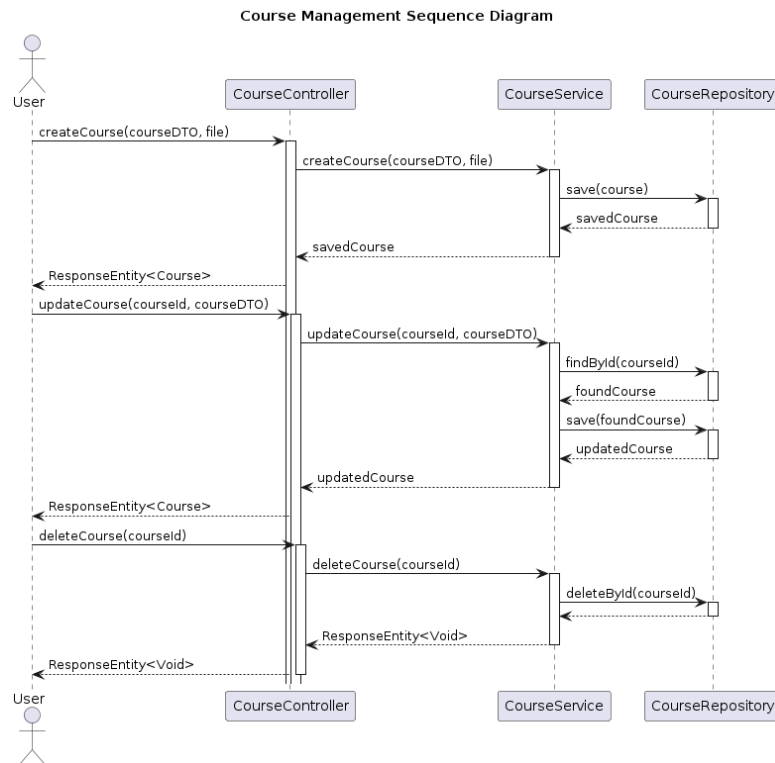 Course Management Sequence Diagram
User
CourseController
CourseService
CourseRepository
createCourse(courseDTO, file)
createCourse(courseDTO, file)
save(course)
savedCourse
savedCourse
ResponseEntity<Course>
updateCourse(courseId, courseDTO)
updateCourse(courseId, courseDTO)
findById(courseId)
foundCourse
save(foundCourse)
updatedCourse
updatedCourse
ResponseEntity<Course>
deleteCourse(courseId)
deleteCourse(courseId)
deleteById(courseId)
ResponseEntity<Void>
ResponseEntity<Void>
User
CourseController
CourseService
CourseRepository